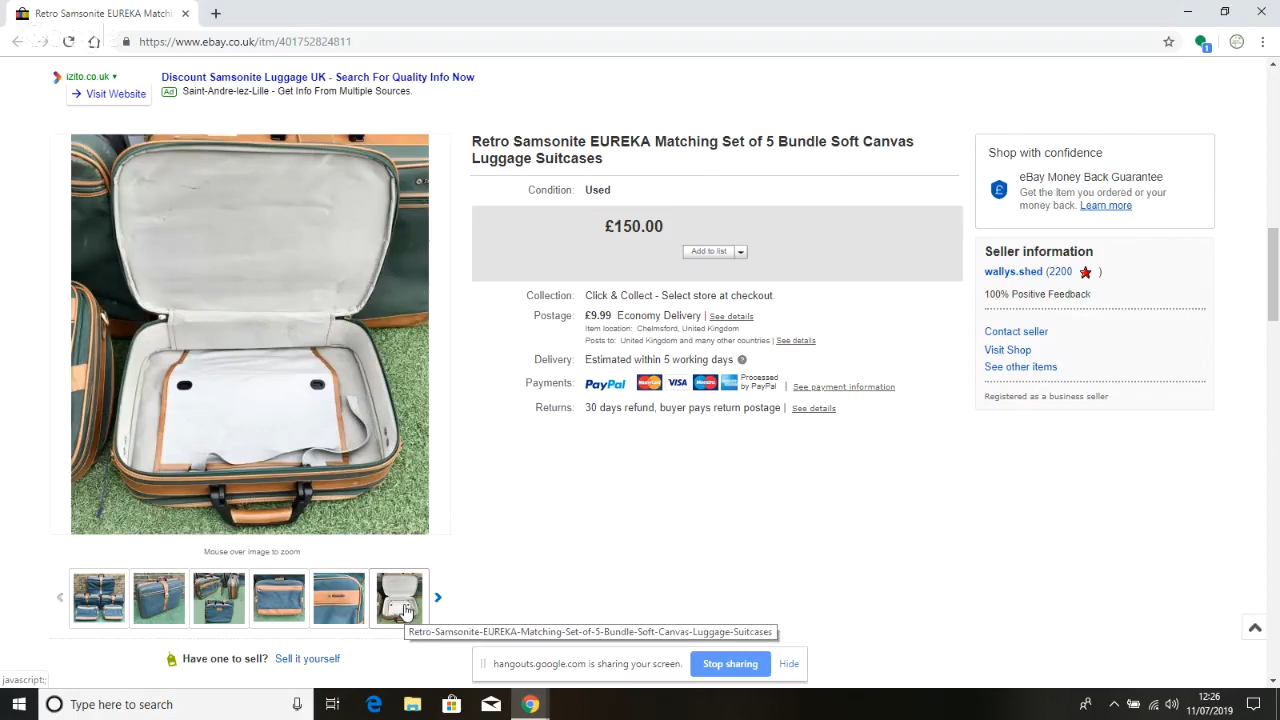 Retro Samsonite EUREKA Matchi
https://www.ebay.co.uk/itm/401752824811
1
izito.co.uk
Visit Website
Discount Samsonite Luggage UK - Search For Quality Info Now
Ad Saint-Andre-lez-Lille - Get Info From Multiple Sources.
Retro Samsonite EUREKA Matching Set of 5 Bundle Soft Canvas
Luggage Suitcases
Condition: Used
£150.00
Add to list
Collection: Click & Collect - Select store at checkout.
Postage: £9.99 Economy Delivery | See details
Item location: Chelmsford, United Kingdom
Posts to: United Kingdom and many other countries | See details
Delivery: Estimated within 5 working days ?
Payments: PayPal MasterCard VISA Maestro Processed by PayPal | See payment information
Returns: 30 days refund, buyer pays return postage | See details
Shop with confidence
£
eBay Money Back Guarantee
Get the item you ordered or your
money back. Learn more
Seller information
wallys.shed (2200 )
100% Positive Feedback
Contact seller
Visit Shop
See other items
Registered as a business seller
Mouse over image to zoom
Retro-Samsonite-EUREKA-Matching-Set-of-5-Bundle-Soft-Canvas-Luggage-Suitcases
Have one to sell? Sell it yourself
hangouts.google.com is sharing your screen.
Stop sharing
Hide
javascript:;
Type here to search
12:26
11/07/2019